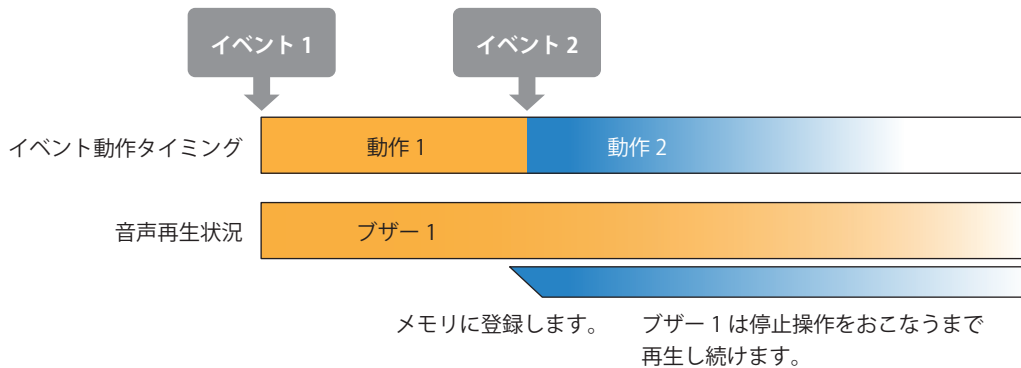 イベント 1
イベント 2
イベント動作タイミング
動作 1
動作 2
音声再生状況
ブザー 1
メモリに登録します。
ブザー 1 は停止操作をおこなうまで
再生し続けます。